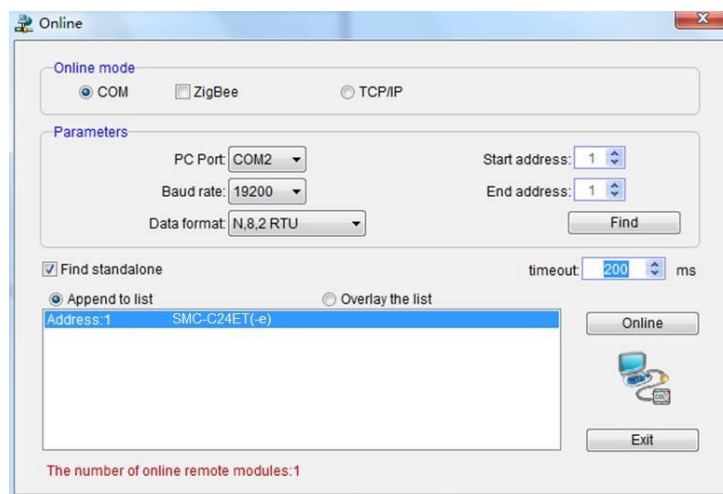 Online
Online mode
COM ZigBee TCP/IP
Parameters
PC Port: COM2 Start address: 1
Baud rate: 19200 End address: 1
Data format: N,8,2 RTU Find
Find standalone timeout: 200 ms
Append to list Overlay the list
Address:1 SMC-C24ET(-e)
Online
Exit
The number of online remote modules:1